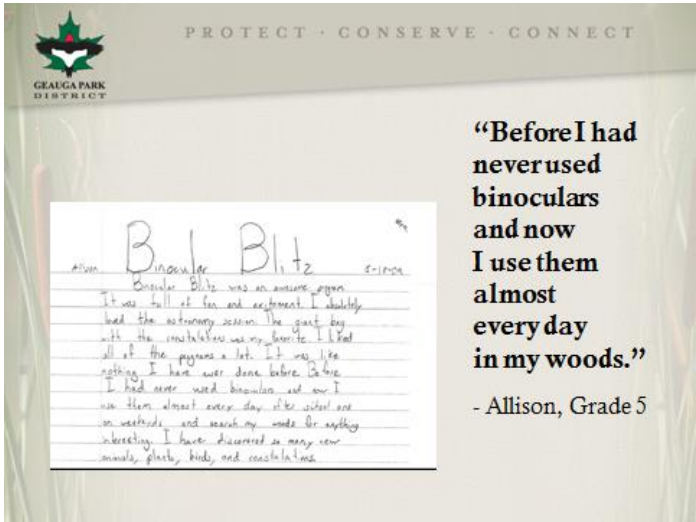 PROTECT · CONSERVE · CONNECT
GEAUGA PARK
DISTRICT
“Before I had
never used
binoculars
and now
I use them
almost
every day
in my woods.”
- Allison, Grade 5
Binocular Blitz
Allison
Binocular Blitz was an awesome program
It was full of fun and excitement. I absolutely
loved the astronomy session. The giant bag
with the constalations was my favorite I liked
all of the programs a lot. It was like
nothing I have ever done before. Before
I had never used binoculars and now I
use them almost every day after school and
on weekends and search my woods for anything
interesting. I have discovered so many new
animals, plants, birds, and constalations.